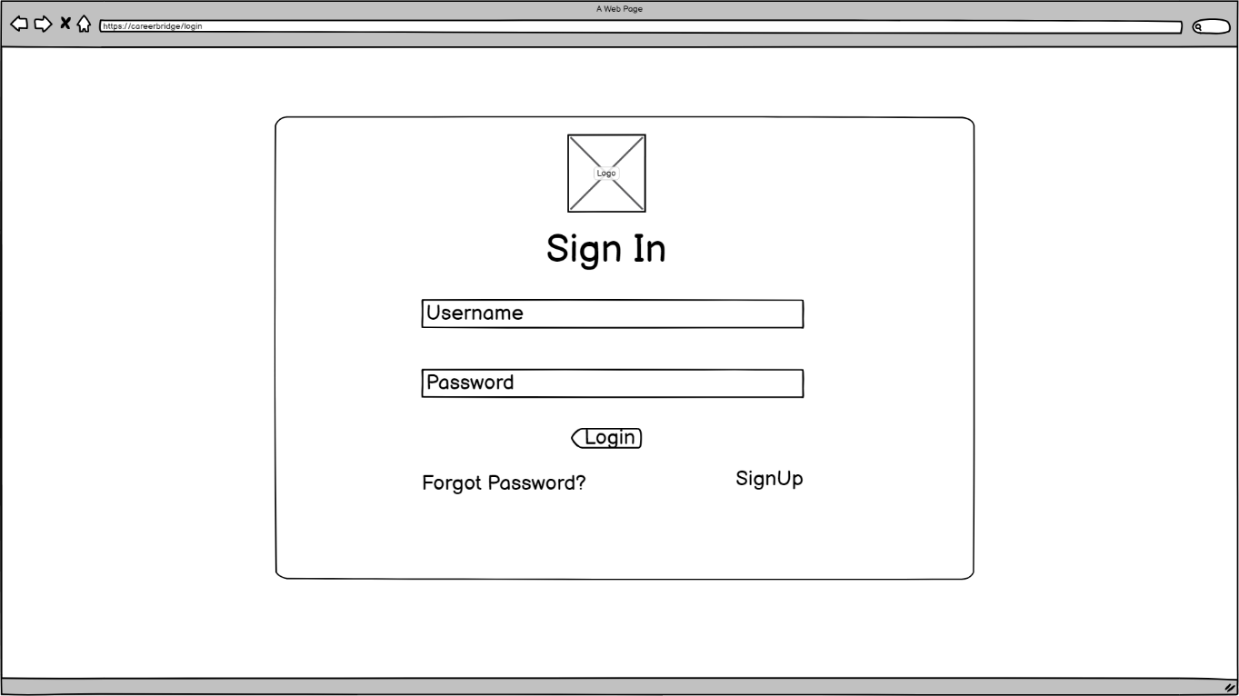 A Web Page
https://careerbridge/login
Logo
Sign In
Username
Password
Login
Forgot Password?
SignUp